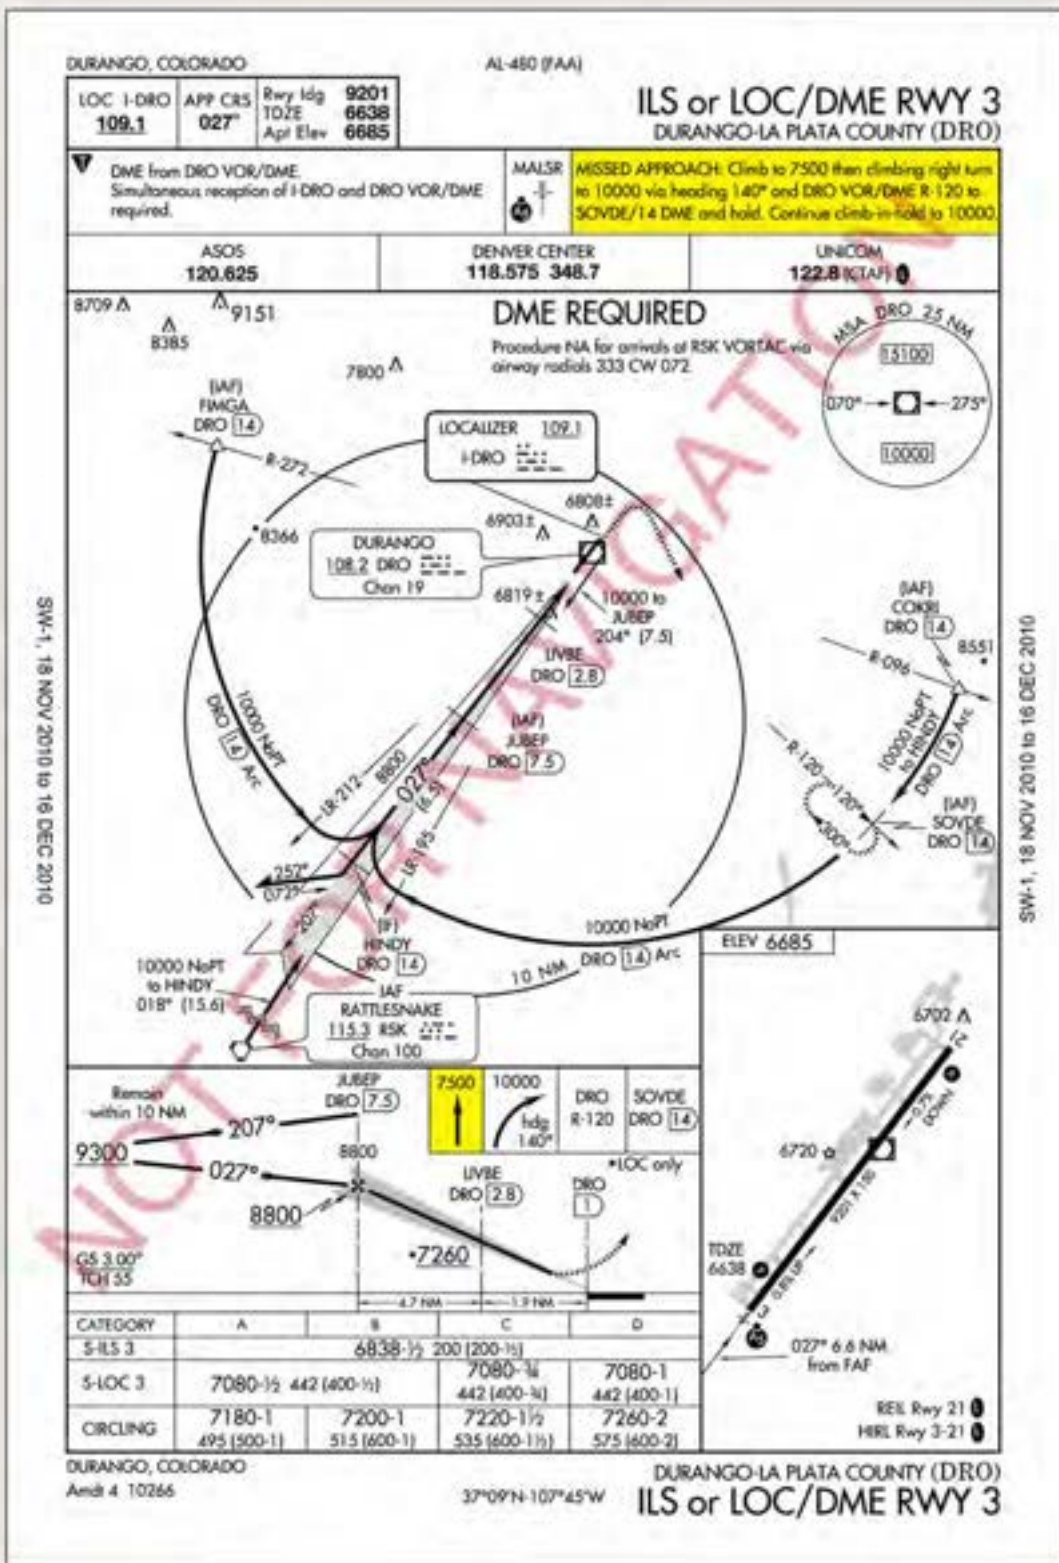 DURANGO, COLORADO
AL-480 (FAA)
LOC I-DRO
109.1
APP CRS
027°
Rwy ldg 9201
TDZE 6638
Apt Elev 6685
ILS or LOC/DME RWY 3
DURANGO-LA PLATA COUNTY (DRO)
T
DME from DRO VOR/DME.
Simultaneous reception of I-DRO and DRO VOR/DME
required.
MALSR
MISSED APPROACH: Climb to 7500 then climbing right turn
to 10000 via heading 140° and DRO VOR/DME R-120 to
SOVDE/14 DME and hold. Continue climb-in-hold to 10000.
ASOS
120.625
DENVER CENTER
118.575 348.7
UNICOM
122.8 (CTAF) L
8709
8385
9151
7800
DME REQUIRED
Procedure NA for arrivals at RSK VORTAC via
airway radials 333 CW 072
MSA DRO 25 NM
15100
070°
275°
10000
(IAF)
FIMGA
DRO 14
R-272
8366
LOCALIZER 109.1
I-DRO
6808±
6903±
DURANGO
108.2 DRO
Chan 19
6819±
10000 to
JUBEP
204° (7.5)
LIVBE
DRO 2.8
(IAF)
JUBEP
DRO 7.5
(IAF)
COKRI
DRO 14
8551
R-096
10000 NoPT
to HINDY
DRO 14 Arc
R-120
120°
300°
(IAF)
SOVDE
DRO 14
10000 NoPT
DRO 14 Arc
LR-212
8800
027°
(6.5)
LR-195
252°
072°
207°
(IF)
HINDY
DRO 14
10000 NoPT
DRO 14 Arc
10 NM
10000 NoPT
to HINDY
018° (15.6)
IAF
RATTLESNAKE
115.3 RSK
Chan 100
NOT FOR NAVIGATION
SW-1, 18 NOV 2010 to 16 DEC 2010
SW-1, 18 NOV 2010 to 16 DEC 2010
ELEV 6685
6702
21
0.75
DOWN
6720
9201 X 150
TDZE
6638
0.8% UP
3
027° 6.6 NM
from FAF
REIL Rwy 21 L
HIRL Rwy 3-21 L
Remain
within 10 NM
JUBEP
DRO 7.5
207°
9300
027°
8800
8800
7500
10000
hdg
140°
DRO
R-120
SOVDE
DRO 14
*LOC only
LIVBE
DRO 2.8
DRO
1
*7260
GS 3.00°
TCH 55
4.7 NM
1.9 NM
CATEGORY A B C D
S-ILS 3 6838-½ 200 (200-½)
S-LOC 3 7080-½ 442 (400-½) 7080-¾ 442 (400-¾) 7080-1 442 (400-1)
CIRCLING 7180-1 495 (500-1) 7200-1 515 (600-1) 7220-1½ 535 (600-1½) 7260-2 575 (600-2)
DURANGO, COLORADO
Amdt 4 10266
37°09'N-107°45'W
DURANGO-LA PLATA COUNTY (DRO)
ILS or LOC/DME RWY 3